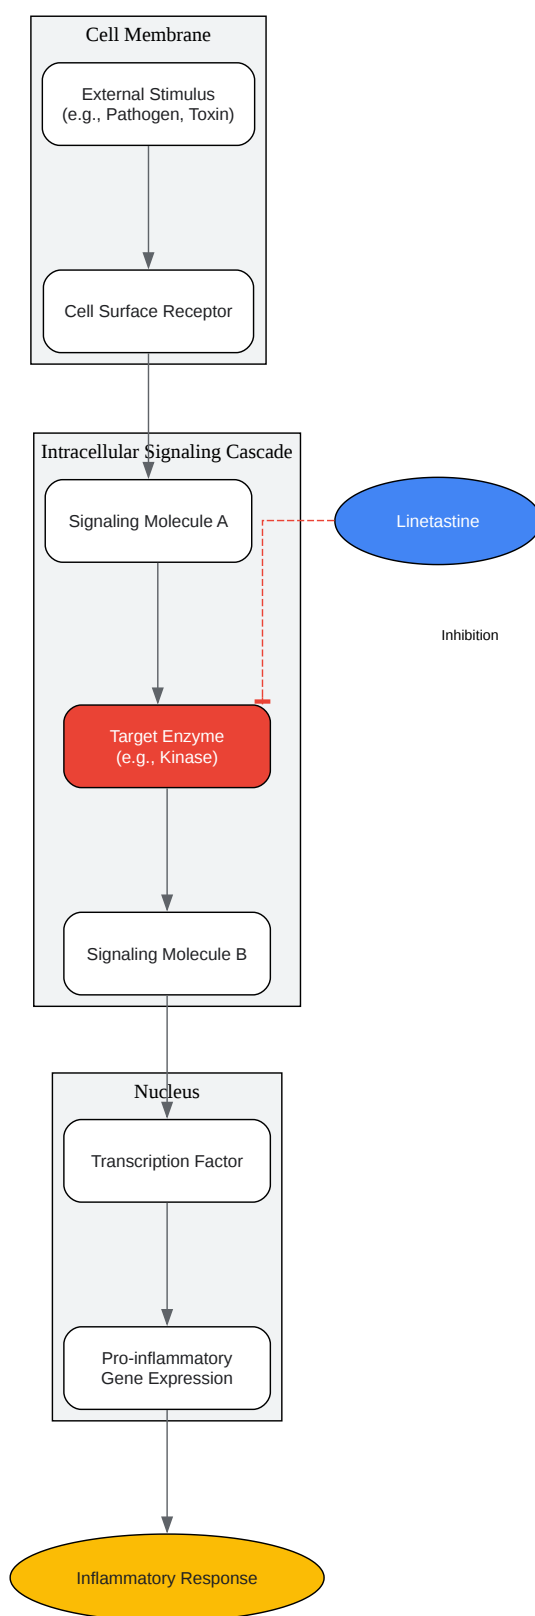 Cell Membrane
External Stimulus
(e.g., Pathogen, Toxin)
Cell Surface Receptor
Intracellular Signaling Cascade
Signaling Molecule A
Linetastine
Inhibition
Target Enzyme
(e.g., Kinase)
Signaling Molecule B
Nucleus
Transcription Factor
Pro-inflammatory
Gene Expression
Inflammatory Response